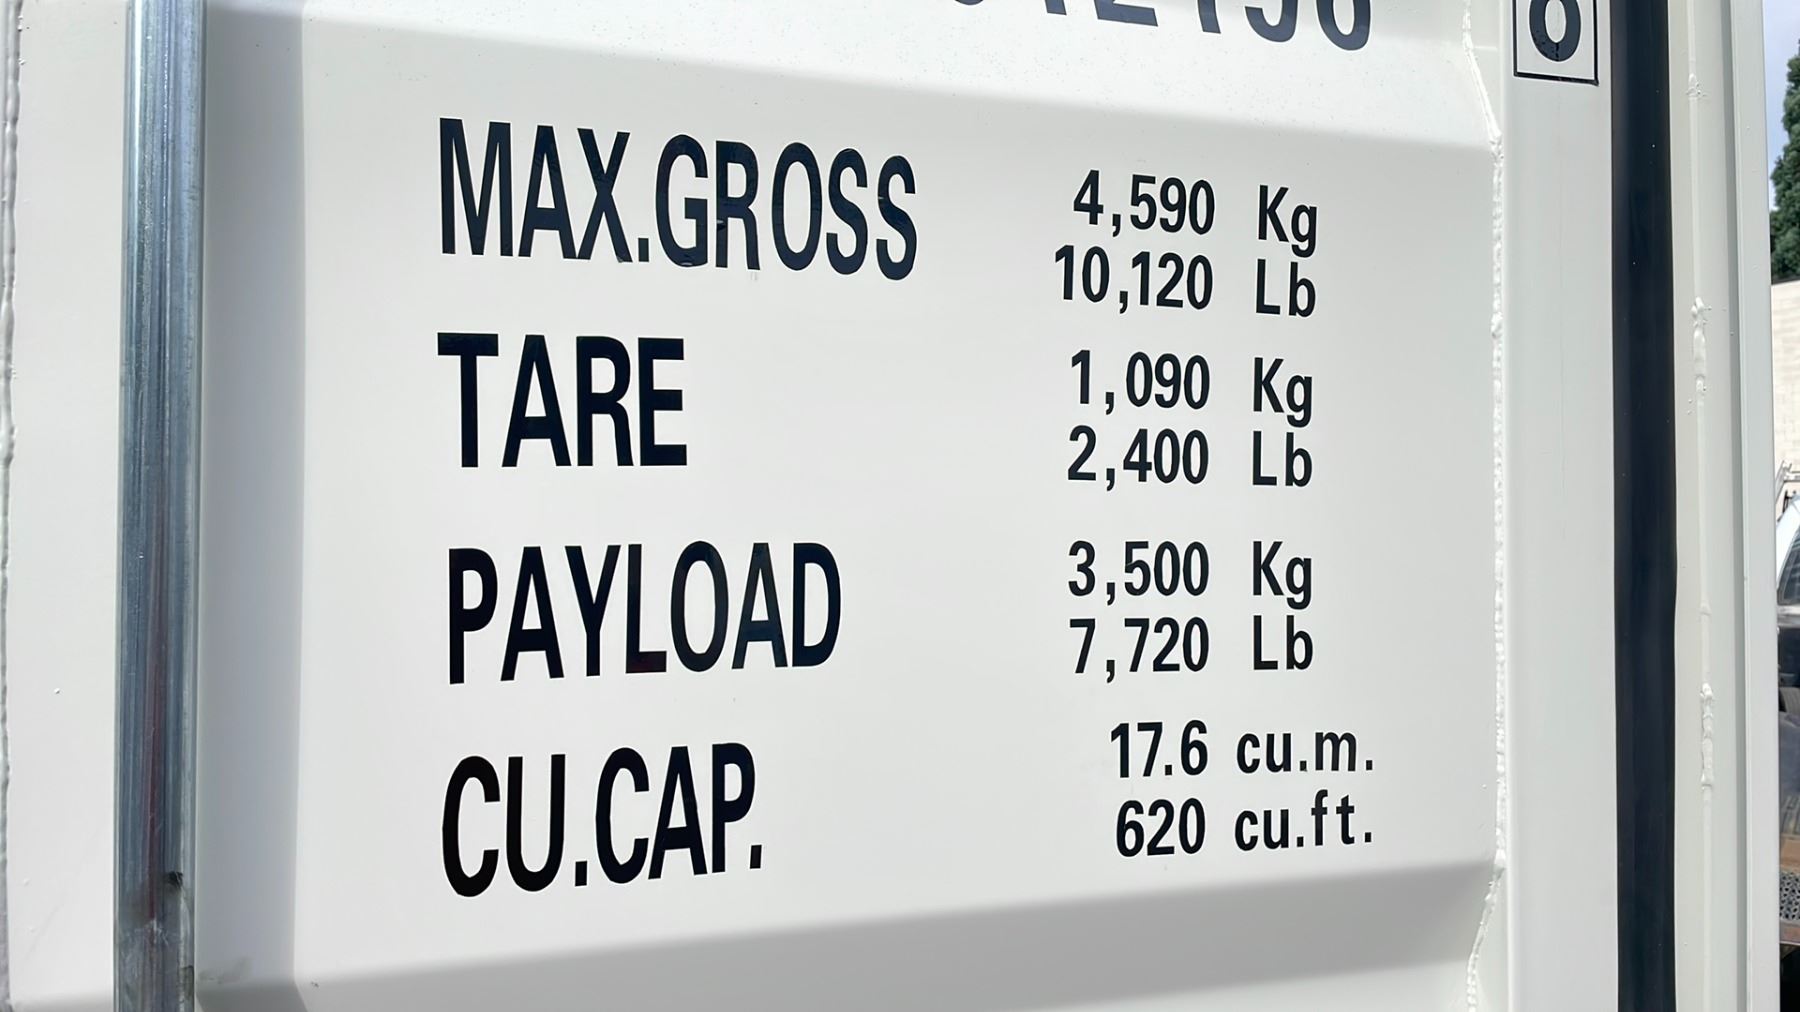 MAX.GROSS 4,590 Kg
10,120 Lb
TARE 1,090 Kg
2,400 Lb
PAYLOAD 3,500 Kg
7,720 Lb
CU.CAP. 17.6 cu.m.
620 cu.ft.